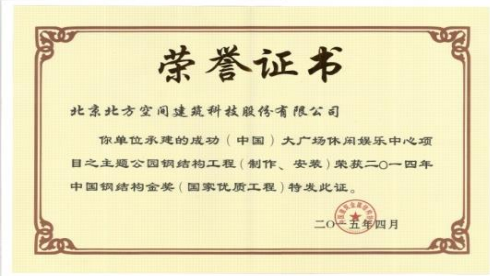 荣誉证书
北京北方空间建筑科技股份有限公司
你单位承建的成功（中国）大广场休闲娱乐中心项
目之主题公园钢结构工程（制作、安装）荣获二〇一四年
中国钢结构金奖（国家优质工程）特发此证。
二〇一五年四月